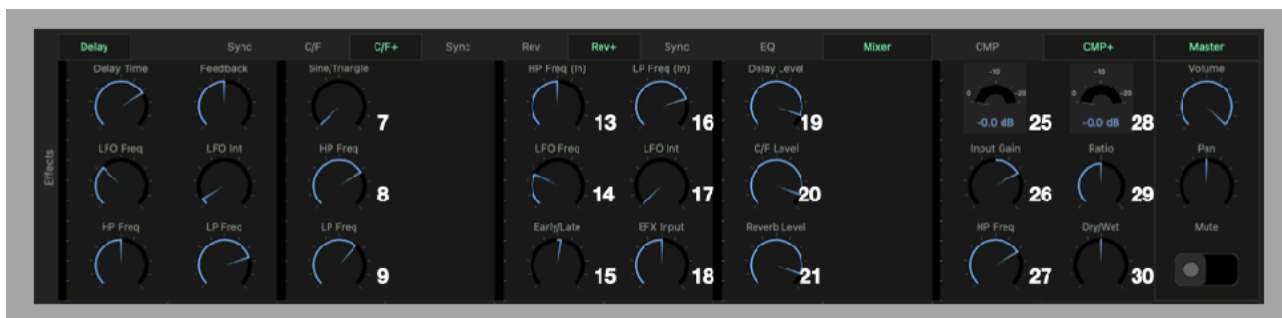 Delay Sync C/F C/F+ Sync Rev Rev+ Sync EQ Mixer CMP CMP+ Master
Effects
Delay Time Feedback Sine/Triangle HP Freq (In) LP Freq (In) Delay Level Volume
-10 -10
0 -20 0 -20
-0.0 dB -0.0 dB
7 13 16 19 25 28
LFO Freq LFO Int HP Freq LFO Freq LFO Int C/F Level Input Gain Ratio Pan
8 14 17 20 26 29
HP Freq LP Freq LP Freq Early/Late EFX Input Reverb Level HP Freq Dry/Wet Mute
9 15 18 21 27 30